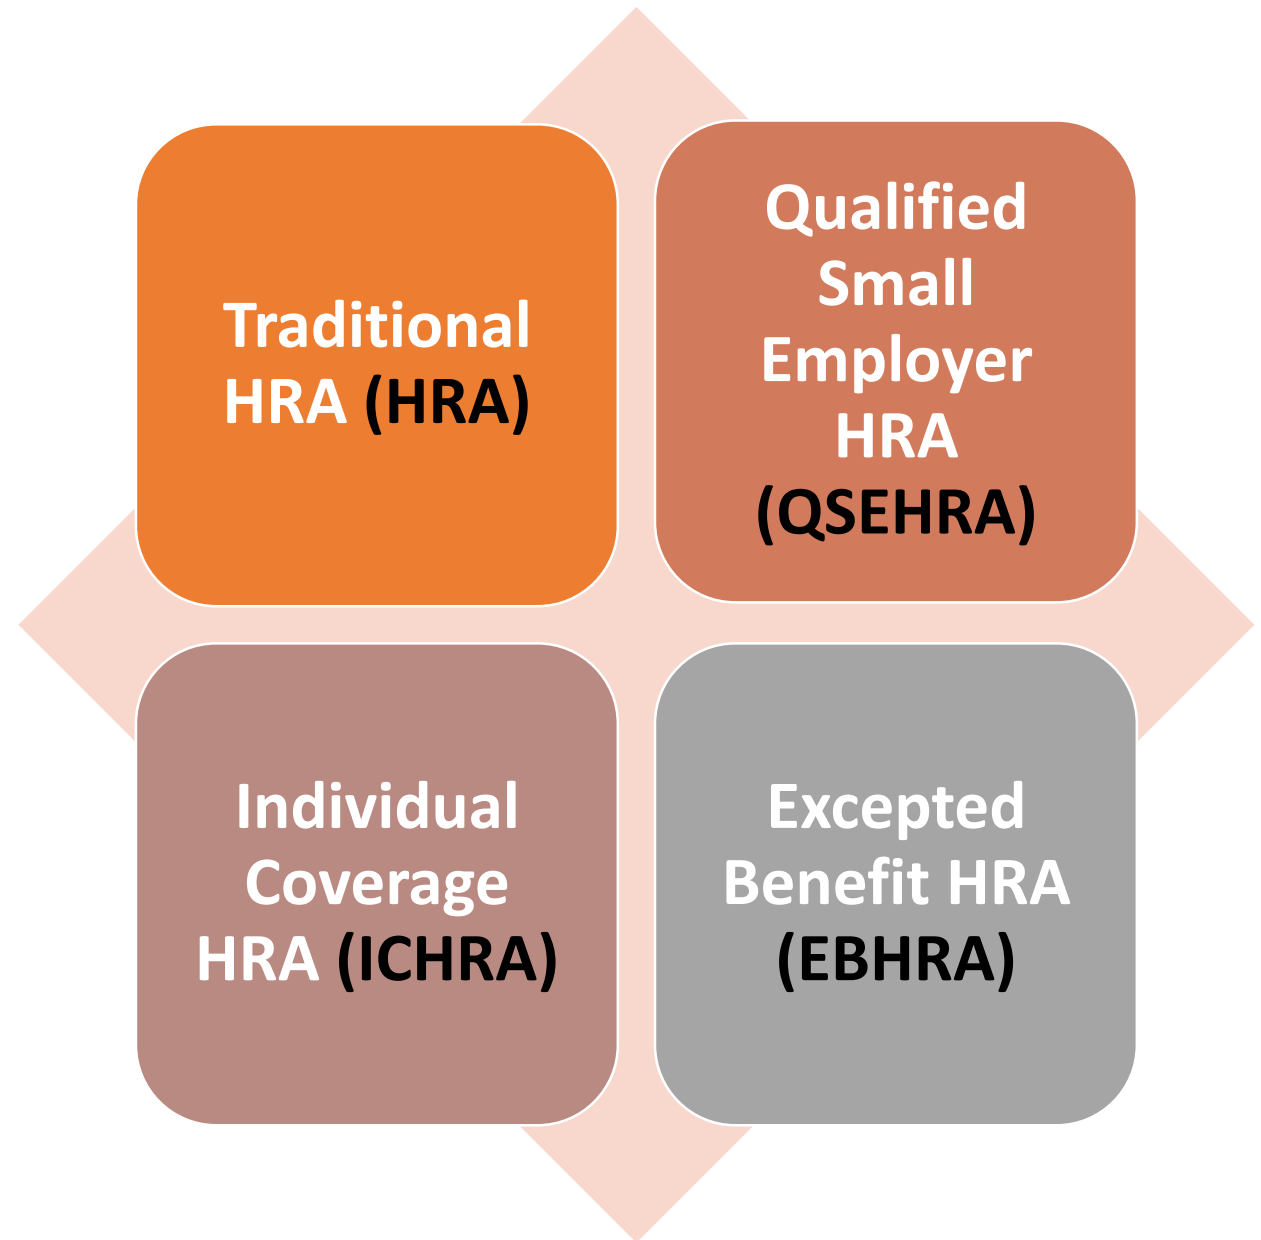 Traditional
HRA (HRA)
Qualified
Small
Employer
HRA
(QSEHRA)
Individual
Coverage
HRA (ICHRA)
Excepted
Benefit HRA
(EBHRA)